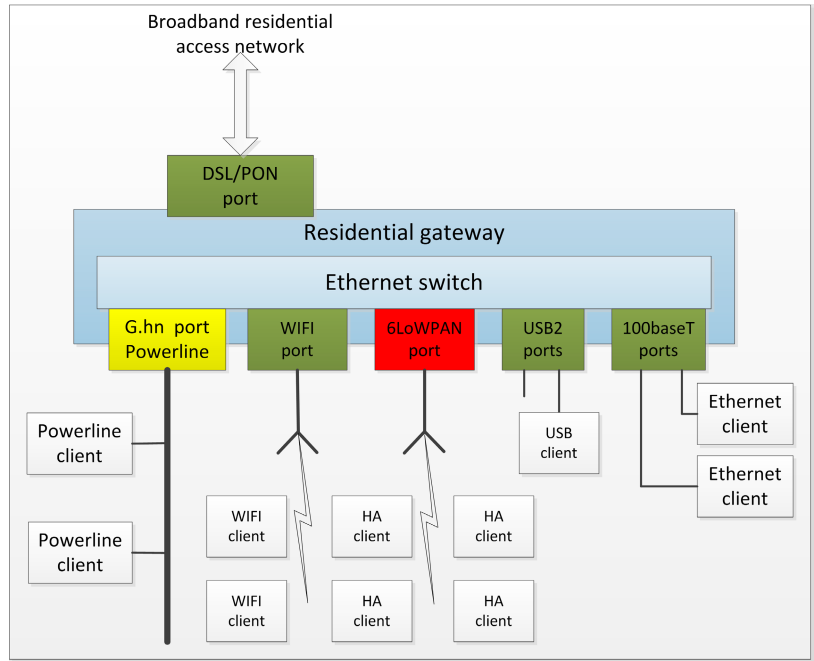 Broadband residential
access network
DSL/PON
port
Residential gateway
Ethernet switch
G.hn port
Powerline
WIFI
port
6LoWPAN
port
USB2
ports
100baseT
ports
Powerline
client
Powerline
client
WIFI
client
WIFI
client
HA
client
HA
client
HA
client
HA
client
USB
client
Ethernet
client
Ethernet
client